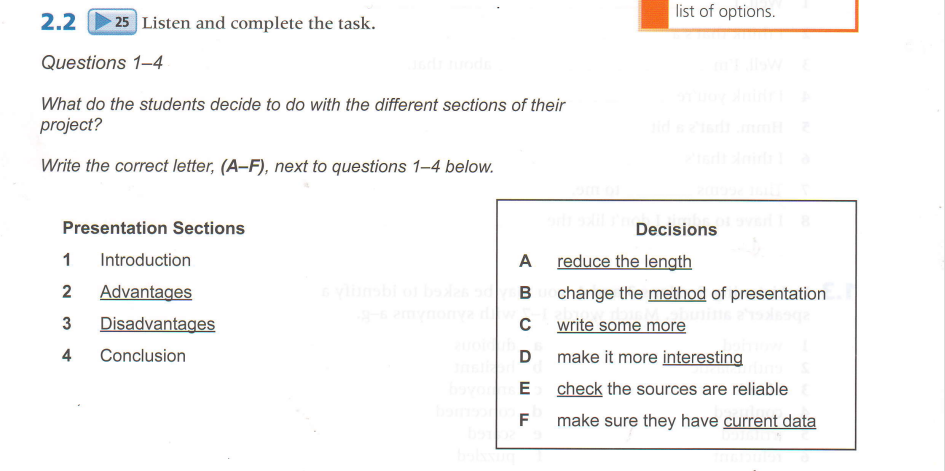 list of options.
2.2 25 Listen and complete the task.
Questions 1–4
What do the students decide to do with the different sections of their
project?
Write the correct letter, (A–F), next to questions 1–4 below.
Presentation Sections
1 Introduction
2 Advantages
3 Disadvantages
4 Conclusion
Decisions
A reduce the length
B change the method of presentation
C write some more
D make it more interesting
E check the sources are reliable
F make sure they have current data